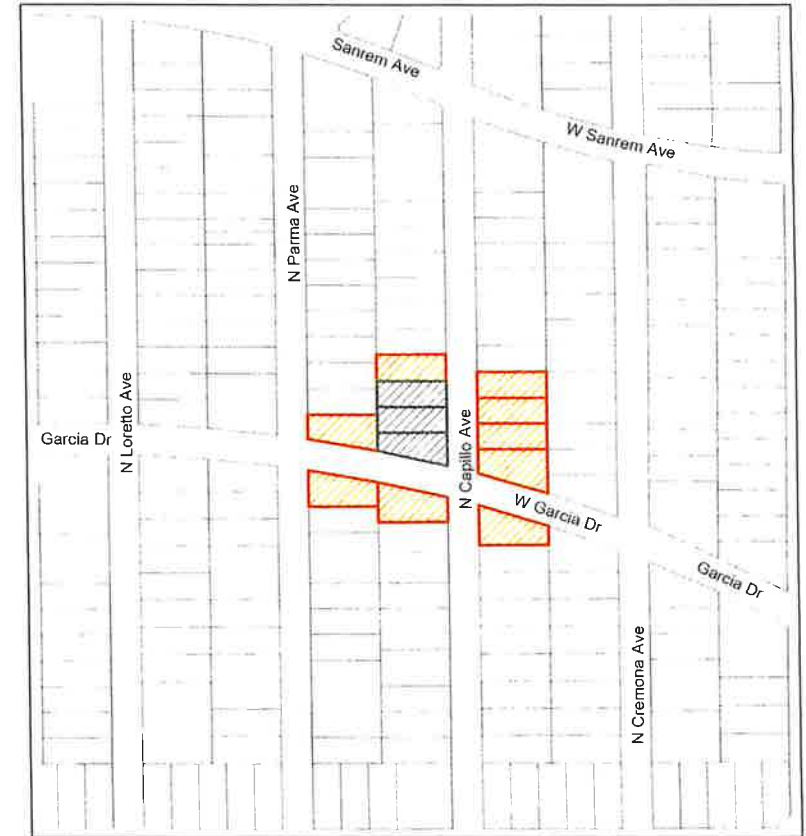 Sanrem Ave
W Sanrem Ave
N Parma Ave
N Loretto Ave
Garcia Dr
N Capillo Ave
W Garcia Dr
Garcia Dr
N Cremona Ave